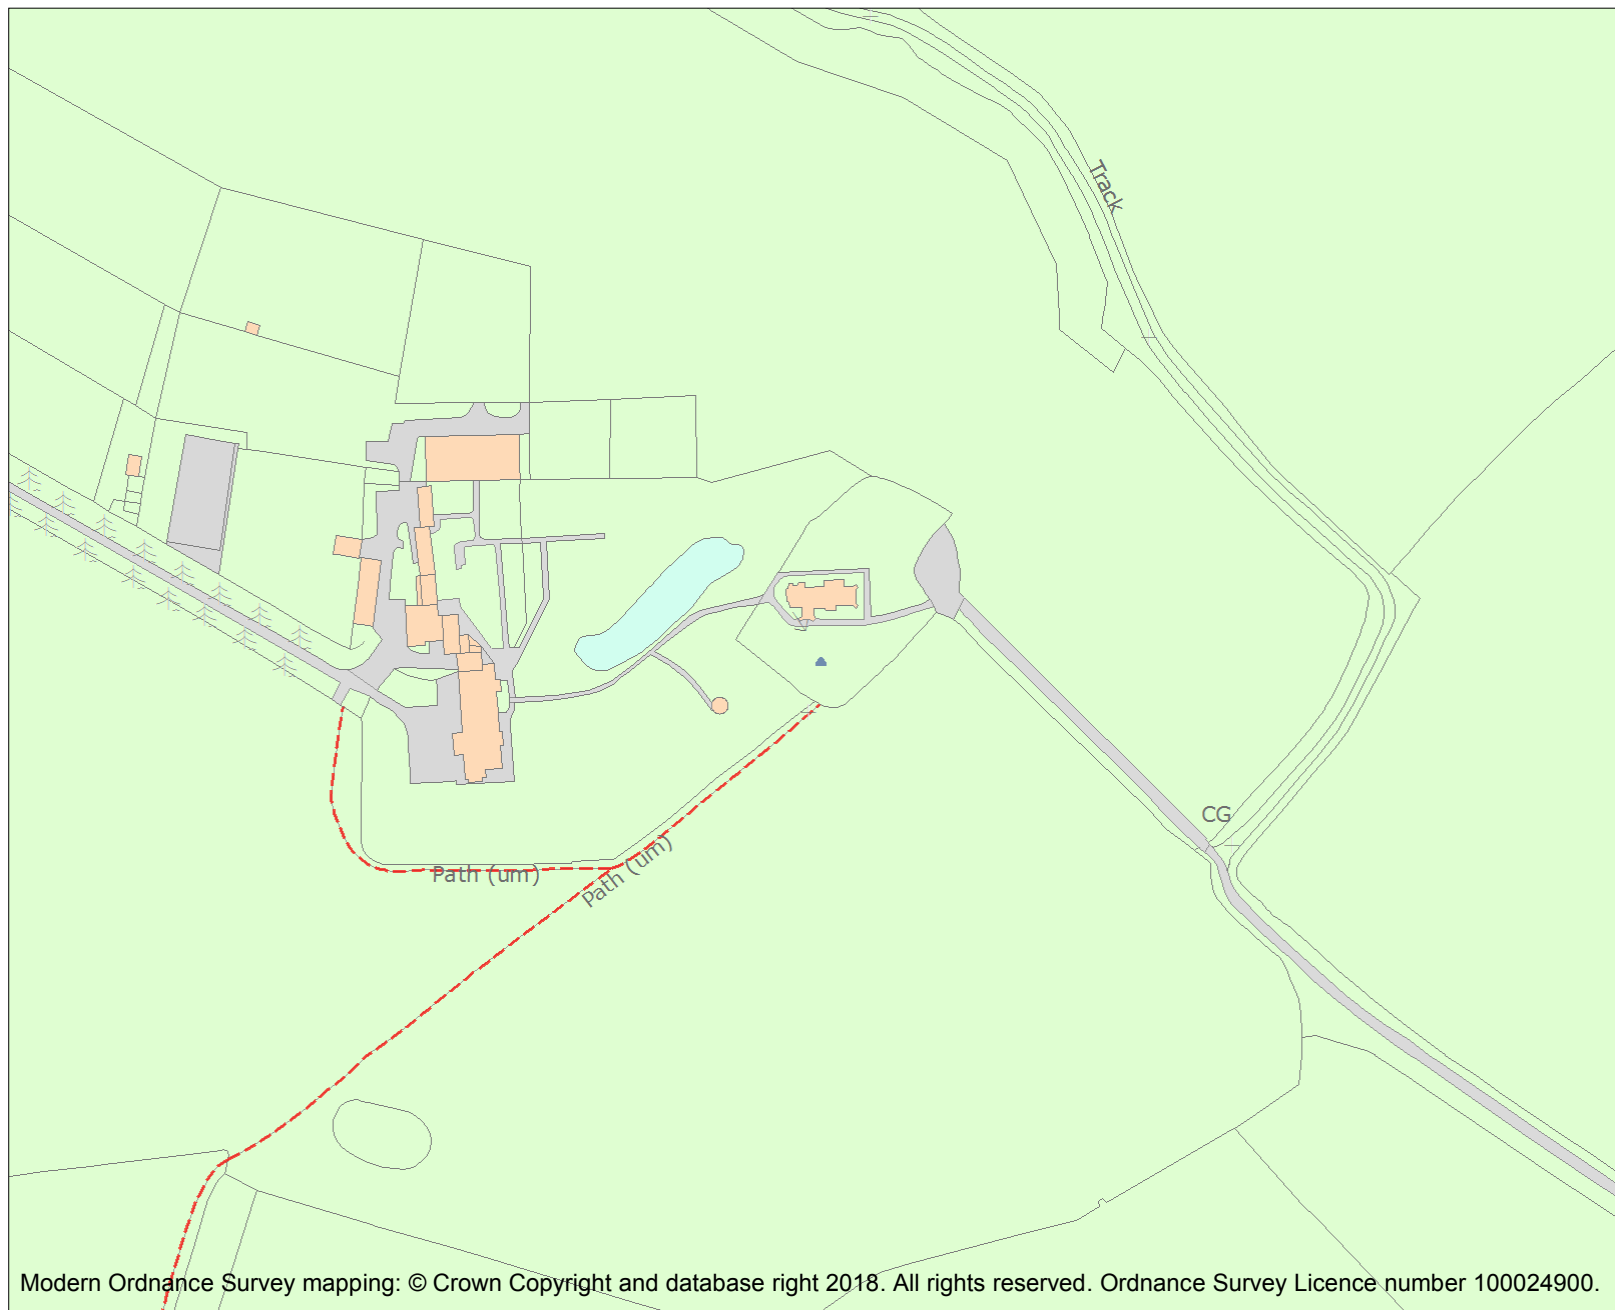 Track
CG
Path (um)
Path (um)
Modern Ordnance Survey mapping: © Crown Copyright and database right 2018. All rights reserved. Ordnance Survey Licence number 100024900.